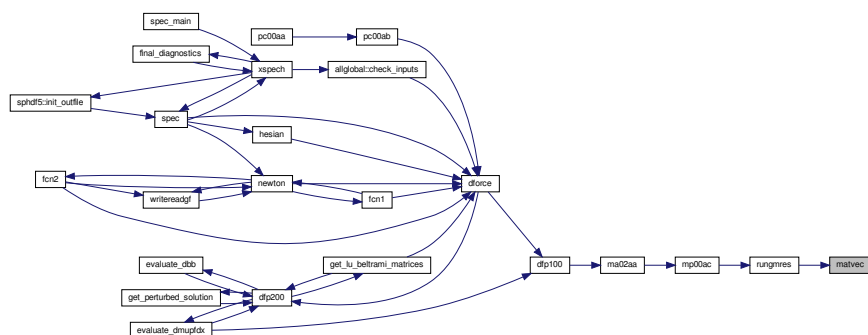 spec_main
pc00aa
pc00ab
final_diagnostics
xspech
allglobal::check_inputs
sphdf5::init_outfile
spec
hesian
fcn2
newton
dforce
writereadgf
fcn1
evaluate_dbb
get_lu_beltrami_matrices
dfp100
ma02aa
mp00ac
rungmres
matvec
get_perturbed_solution
dfp200
evaluate_dmupfdx